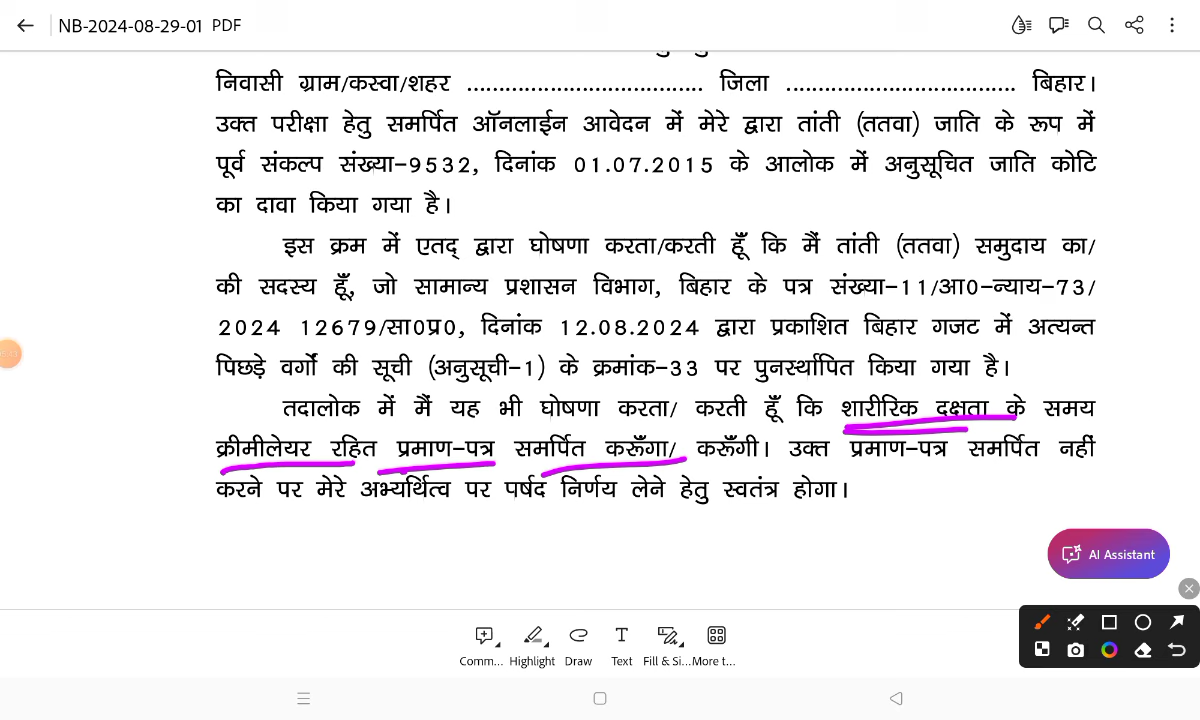 NB-2024-08-29-01 PDF
निवासी ग्राम/कस्वा/शहर ..................................... जिला .................................... बिहार।
उक्त परीक्षा हेतु समर्पित ऑनलाईन आवेदन में मेरे द्वारा तांती (ततवा) जाति के रूप में
पूर्व संकल्प संख्या-9532, दिनांक 01.07.2015 के आलोक में अनुसूचित जाति कोटि
का दावा किया गया है।
इस क्रम में एतद् द्वारा घोषणा करता/करती हूँ कि मैं तांती (ततवा) समुदाय का/
की सदस्य हूँ, जो सामान्य प्रशासन विभाग, बिहार के पत्र संख्या-11/आ0-न्याय-73/
2024 12679/सा0प्र0, दिनांक 12.08.2024 द्वारा प्रकाशित बिहार गजट में अत्यन्त
पिछड़े वर्गों की सूची (अनुसूची-1) के क्रमांक-33 पर पुनर्स्थापित किया गया है।
तदालोक में मैं यह भी घोषणा करता/ करती हूँ कि शारीरिक दक्षता के समय
क्रीमीलेयर रहित प्रमाण-पत्र समर्पित करूँगा/ करूँगी। उक्त प्रमाण-पत्र समर्पित नहीं
करने पर मेरे अभ्यर्थित्व पर पर्षद निर्णय लेने हेतु स्वतंत्र होगा।
AI Assistant
Comm... Highlight Draw Text Fill & Si... More t...